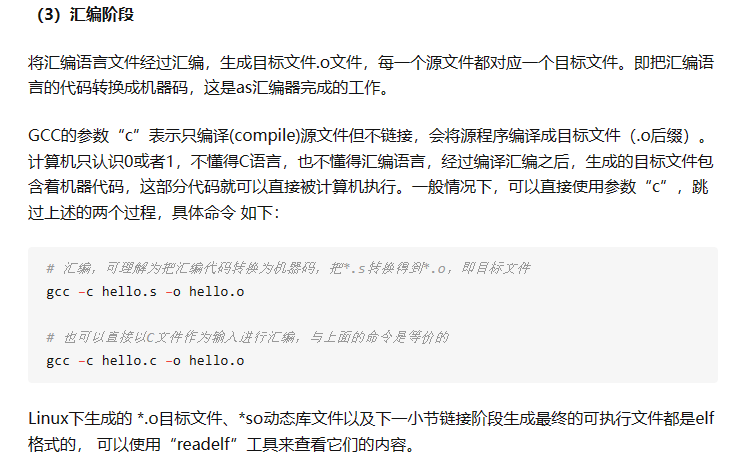 （3）汇编阶段
将汇编语言文件经过汇编，生成目标文件.o文件，每一个源文件都对应一个目标文件。即把汇编语
言的代码转换成机器码，这是as汇编器完成的工作。
GCC的参数“c”表示只编译(compile)源文件但不链接，会将源程序编译成目标文件（.o后缀）。
计算机只认识0或者1，不懂得C语言，也不懂得汇编语言，经过编译汇编之后，生成的目标文件包
含着机器代码，这部分代码就可以直接被计算机执行。一般情况下，可以直接使用参数“c”，跳
过上述的两个过程，具体命令 如下：
# 汇编，可理解为把汇编代码转换为机器码，把*.s转换得到*.o，即目标文件
gcc –c hello.s –o hello.o
# 也可以直接以C文件作为输入进行汇编，与上面的命令是等价的
gcc –c hello.c –o hello.o
Linux下生成的 *.o目标文件、*so动态库文件以及下一小节链接阶段生成最终的可执行文件都是elf
格式的， 可以使用“readelf”工具来查看它们的内容。